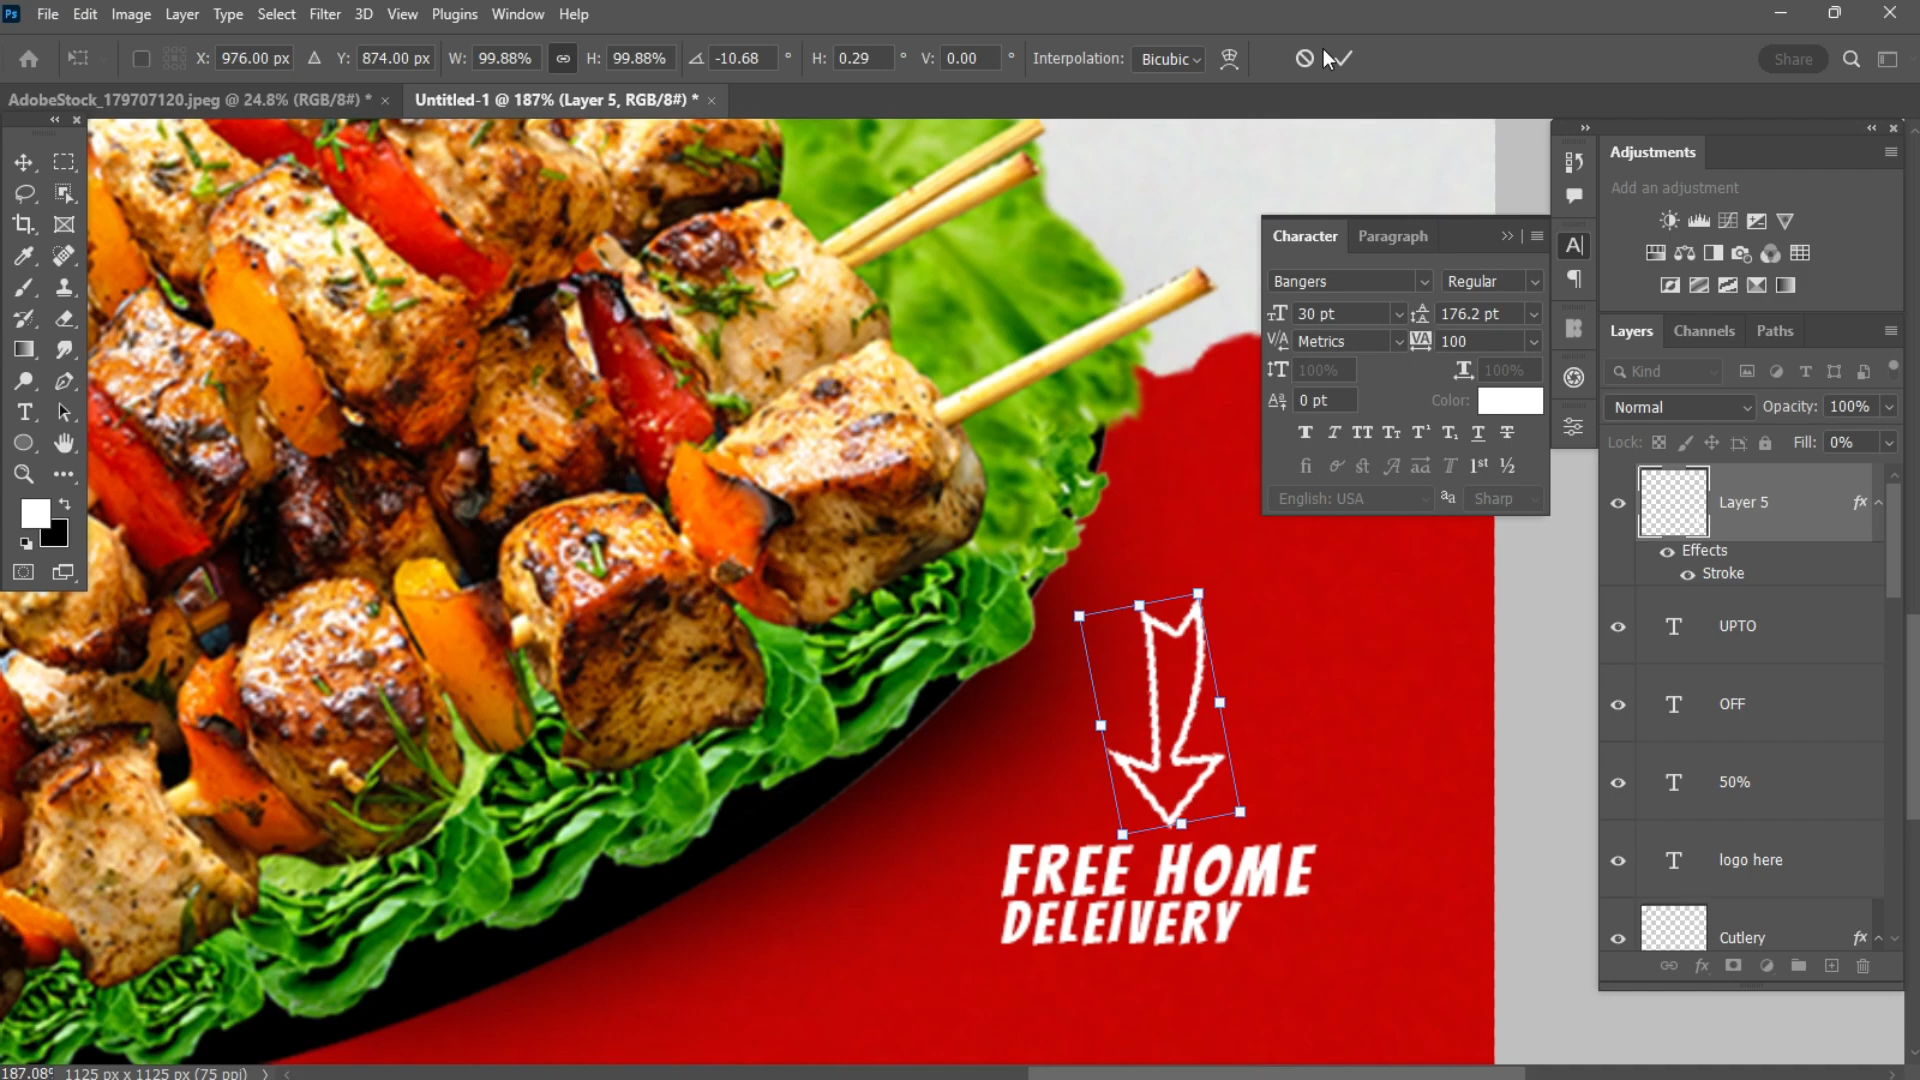 Ps File Edit Image Layer Type Select Filter 3D View Plugins Window Help
X: 976.00 px Y: 874.00 px W: 99.88% H: 99.88% -10.68 ° H: 0.29 ° V: 0.00 ° Interpolation: Bicubic Share
AdobeStock_179707120.jpeg @ 24.8% (RGB/8#) * × Untitled-1 @ 187% (Layer 5, RGB/8#) * ×
Adjustments
Add an adjustment
Character Paragraph
Bangers Regular
30 pt 176.2 pt
Metrics 100
100% 100%
0 pt Color:
English: USA Sharp
Layers Channels Paths
Kind
Normal Opacity: 100%
Lock: Fill: 0%
Layer 5 fx
Effects
Stroke
UPTO
OFF
50%
logo here
Cutlery fx
FREE HOME
DELEIVERY
1125 px x 1125 px (75 ppi)